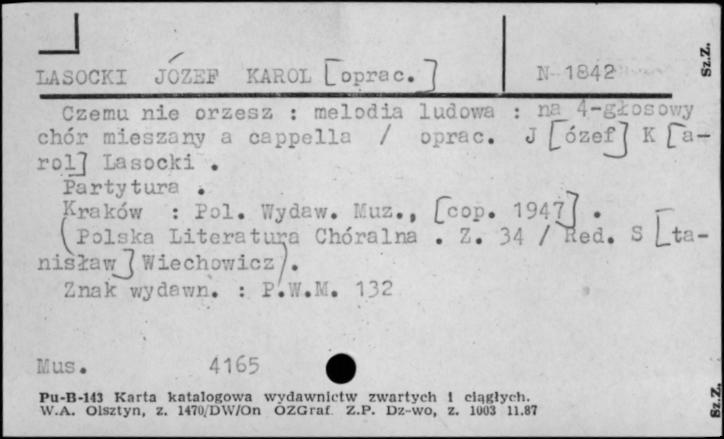 LASOCKI JÓZEF KAROL [oprac.]
N 1842
Sz.Z.
Czemu nie orzesz : melodia ludowa : na 4-głosowy
chór mieszany a cappella / oprac. J[ózef] K[a-
rol] Lasocki .
Partytura .
Kraków : Pol. Wydaw. Muz., [cop. 1947] .
(Polska Literatura Chóralna . Z. 34 / Red. S[ta-
nisław] Wiechowicz).
Znak wydawn. : P.W.M. 132
Mus. 4165
Pu-B-143 Karta katalogowa wydawnictw zwartych i ciągłych.
W.A. Olsztyn, z. 1470/DW/On OZGraf. Z.P. Dz-wo, z. 1003 11.87
Sz.Z.